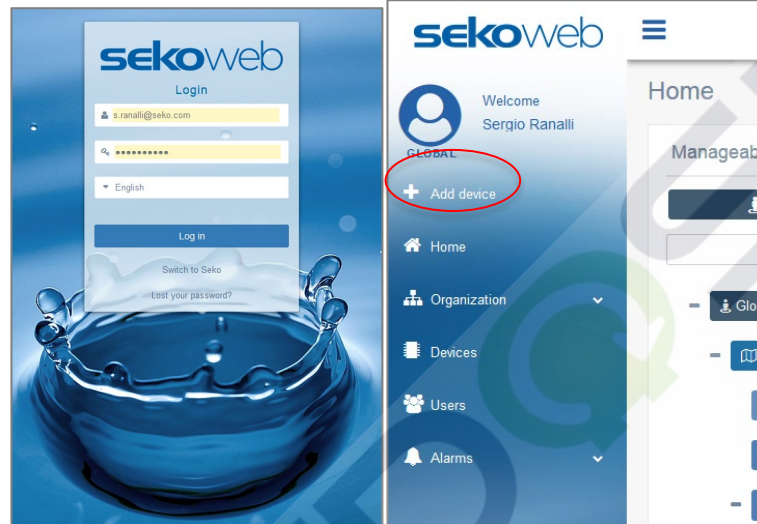 sekoweb
Login
s.ranalli@seko.com
English
Log in
Switch to Seko
Lost your password?
sekoweb
Welcome
Sergio Ranalli
GLOBAL
Add device
Home
Organization
Devices
Users
Alarms
Home
Manageab
Glo